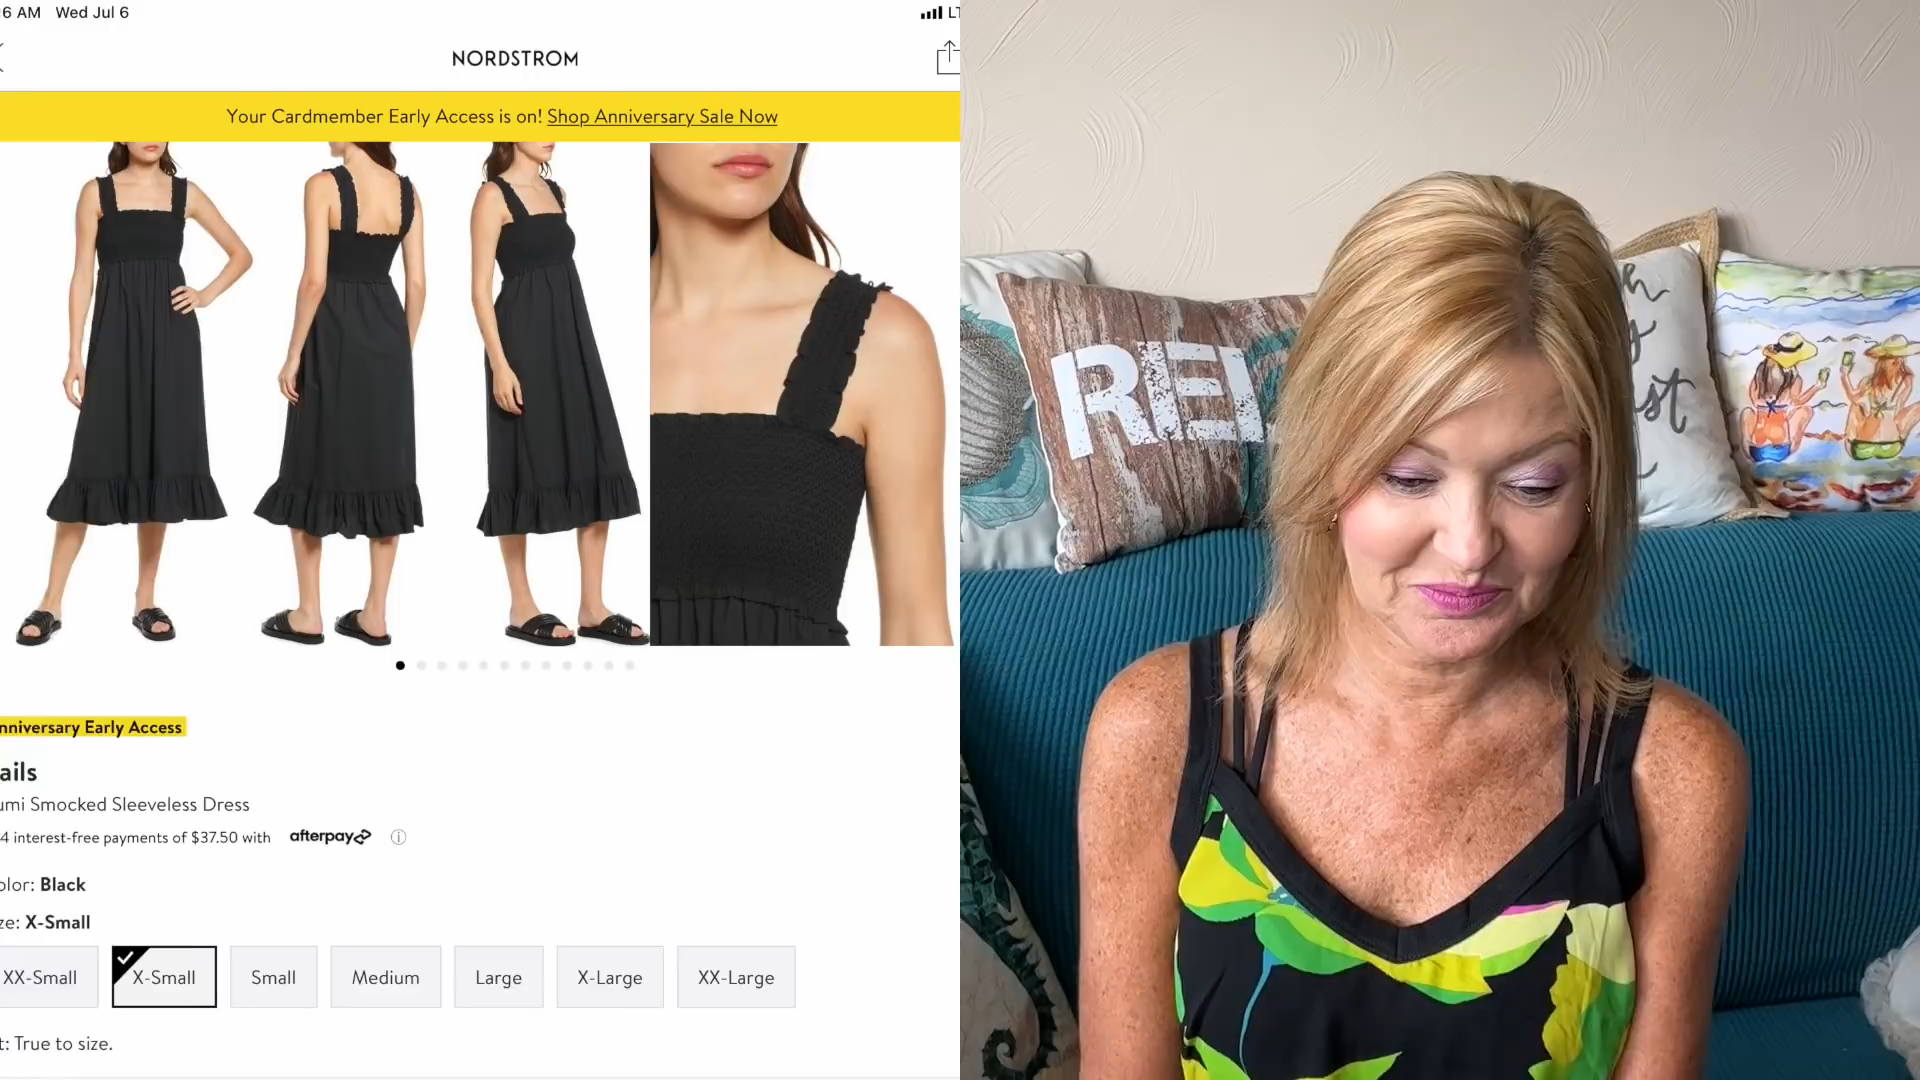 6 AM Wed Jul 6
NORDSTROM
Your Cardmember Early Access is on! Shop Anniversary Sale Now
nniversary Early Access
ails
umi Smocked Sleeveless Dress
4 interest-free payments of $37.50 with afterpay
olor: Black
ze: X-Small
XX-Small X-Small Small Medium Large X-Large XX-Large
t: True to size.
REL
h
y
st